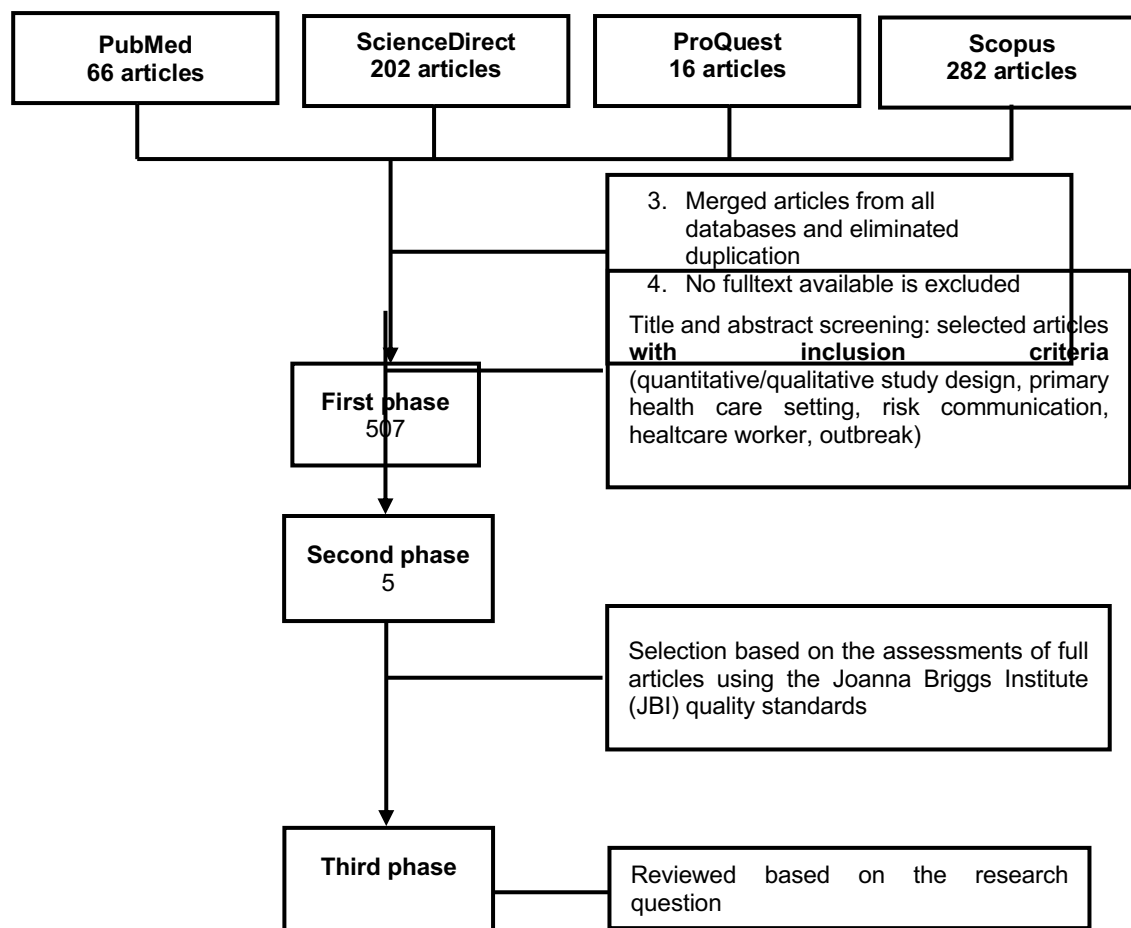 PubMed
66 articles
ScienceDirect
202 articles
ProQuest
16 articles
Scopus
282 articles
3. Merged articles from all
databases and eliminated
duplication
4. No fulltext available is excluded
Title and abstract screening: selected articles
with inclusion criteria
(quantitative/qualitative study design, primary
health care setting, risk communication,
healtcare worker, outbreak)
First phase
507
Second phase
5
Selection based on the assessments of full
articles using the Joanna Briggs Institute
(JBI) quality standards
Third phase
Reviewed based on the research
question